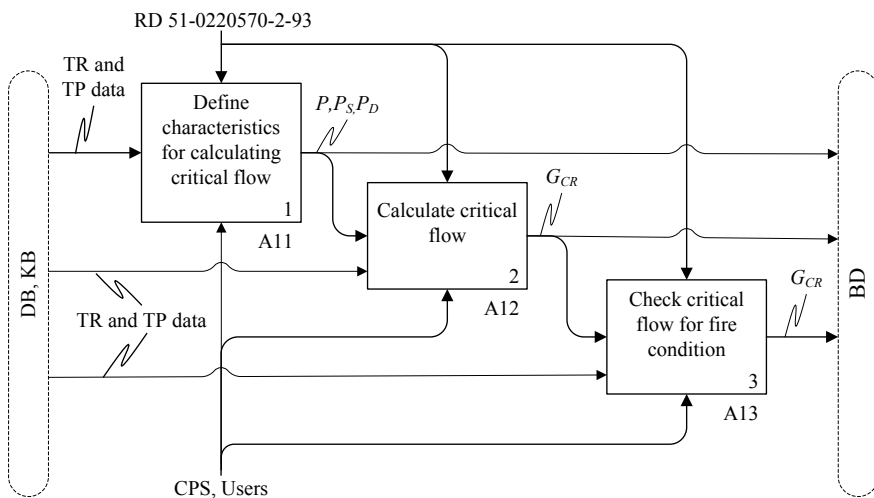 RD 51-0220570-2-93
TR and
TP data
Define
characteristics
for calculating
critical flow
1
A11
P,PS,PD
Calculate critical
flow
2
A12
GCR
Check critical
flow for fire
condition
3
A13
GCR
TR and TP data
DB, KB
BD
CPS, Users